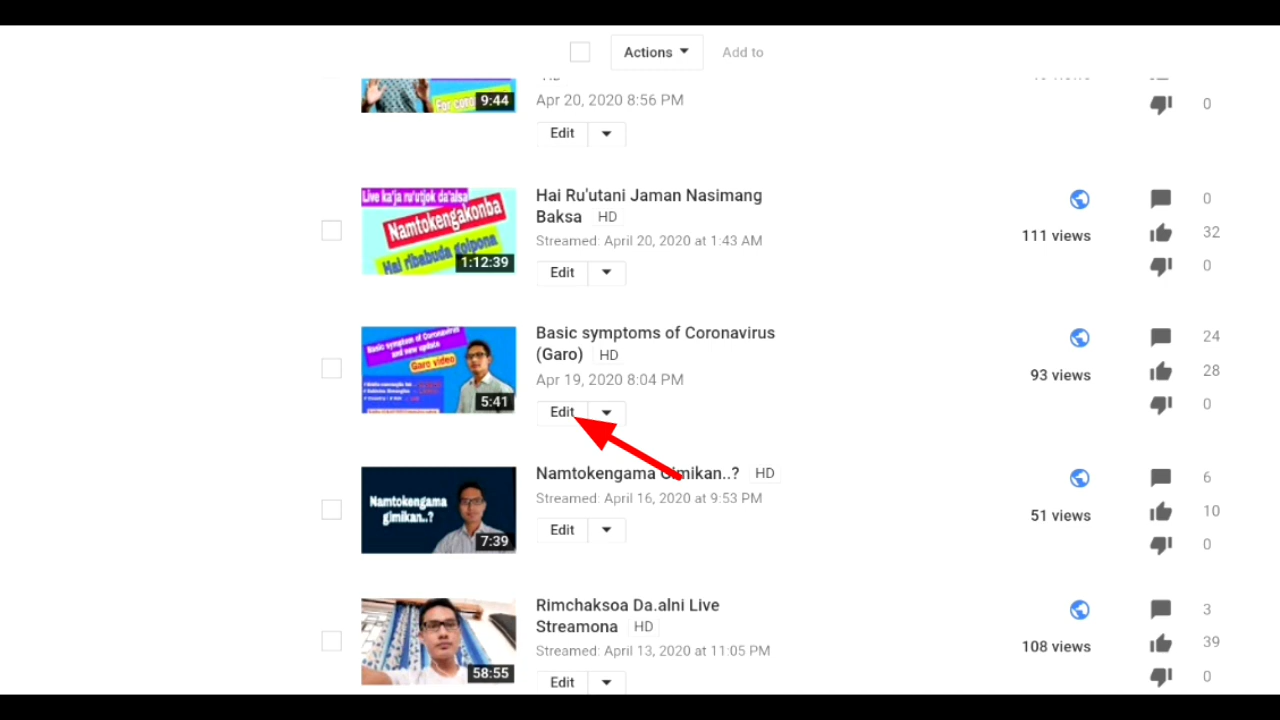 Actions
Add to
For coro
9:44
Apr 20, 2020 8:56 PM
0
Edit
Live ka'ja ru'utjok da'alsa
Namtokengakonba
Hai ribabuda golpona
1:12:39
Hai Ru'utani Jaman Nasimang
Baksa HD
Streamed: April 20, 2020 at 1:43 AM
Edit
111 views
0
32
0
Basic symptom of Coronavirus
and new update
Garo video
5:41
Basic symptoms of Coronavirus
(Garo) HD
Apr 19, 2020 8:04 PM
Edit
93 views
24
28
0
Namtokengama
gimikan..?
7:39
Namtokengama Gimikan..? HD
Streamed: April 16, 2020 at 9:53 PM
Edit
51 views
6
10
0
58:55
Rimchaksoa Da.alni Live
Streamona HD
Streamed: April 13, 2020 at 11:05 PM
Edit
108 views
3
39
0